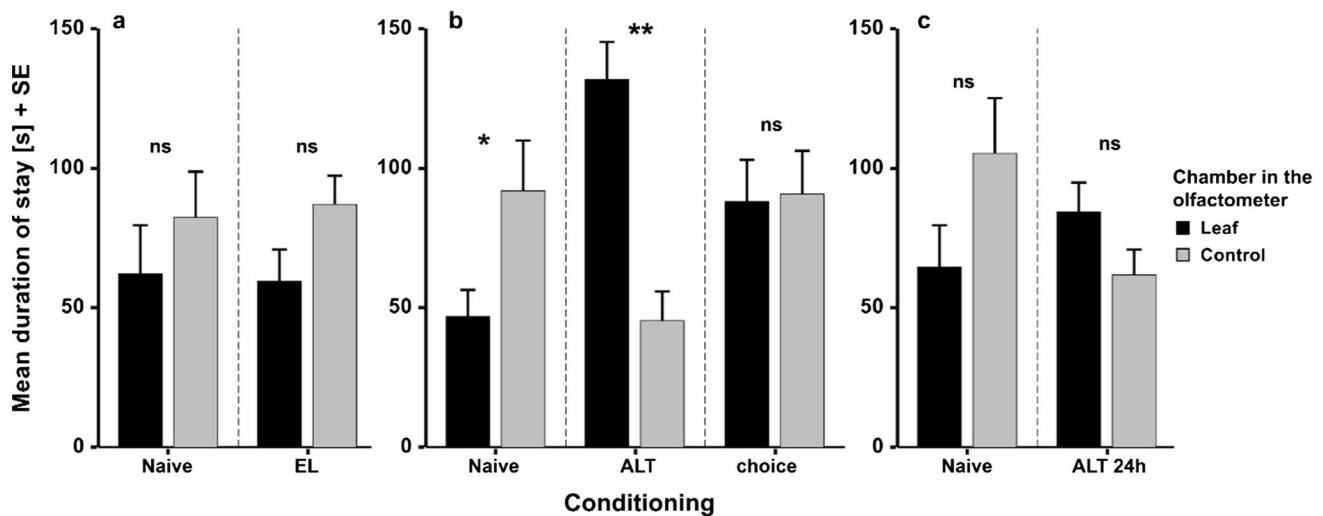 a
b
c
Mean duration of stay [s] + SE
150
100
50
0
ns
ns
Naive
EL
150
100
50
0
*
**
ns
Naive
ALT
choice
150
100
50
0
ns
ns
Naive
ALT 24h
Conditioning
Chamber in the
olfactometer
Leaf
Control